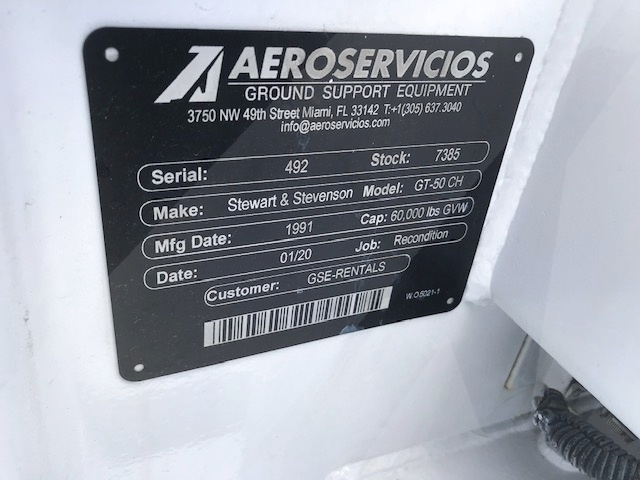 AEROSERVICIOS
GROUND SUPPORT EQUIPMENT
3750 NW 49th Street Miami, FL 33142 T:+1(305) 637.3040
info@aeroservicios.com
Serial: 492 Stock: 7385
Make: Stewart & Stevenson Model: GT-50 CH
Mfg Date: 1991 Cap: 60,000 lbs GVW
Date: 01/20 Job: Recondition
Customer: GSE-RENTALS
W.O.5021-1